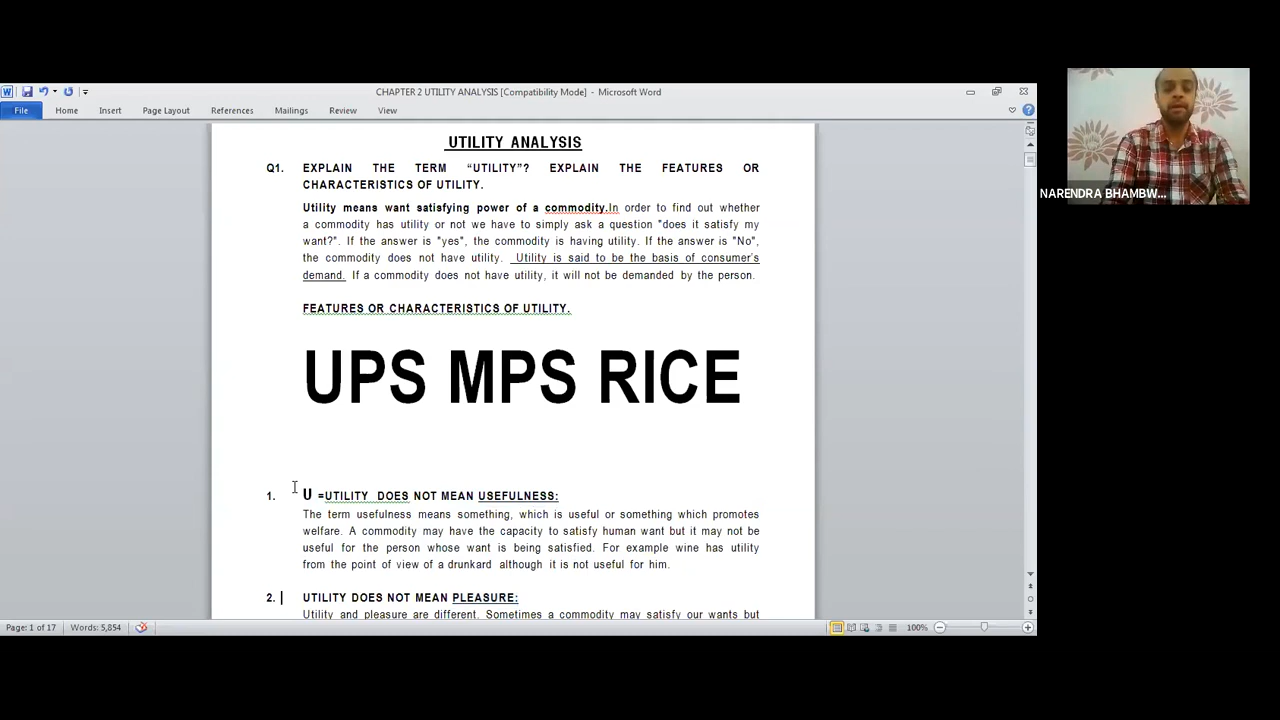 CHAPTER 2 UTILITY ANALYSIS [Compatibility Mode] - Microsoft Word
File Home Insert Page Layout References Mailings Review View
UTILITY ANALYSIS
Q1. EXPLAIN THE TERM “UTILITY”? EXPLAIN THE FEATURES OR
CHARACTERISTICS OF UTILITY.
Utility means want satisfying power of a commodity.In order to find out whether
a commodity has utility or not we have to simply ask a question "does it satisfy my
want?". If the answer is "yes", the commodity is having utility. If the answer is "No",
the commodity does not have utility. Utility is said to be the basis of consumer's
demand. If a commodity does not have utility, it will not be demanded by the person.
FEATURES OR CHARACTERISTICS OF UTILITY.
UPS MPS RICE
1. U =UTILITY DOES NOT MEAN USEFULNESS:
The term usefulness means something, which is useful or something which promotes
welfare. A commodity may have the capacity to satisfy human want but it may not be
useful for the person whose want is being satisfied. For example wine has utility
from the point of view of a drunkard although it is not useful for him.
2. UTILITY DOES NOT MEAN PLEASURE:
Utility and pleasure are different. Sometimes a commodity may satisfy our wants but
Page: 1 of 17 Words: 5,854 100%
NARENDRA BHAMBW...